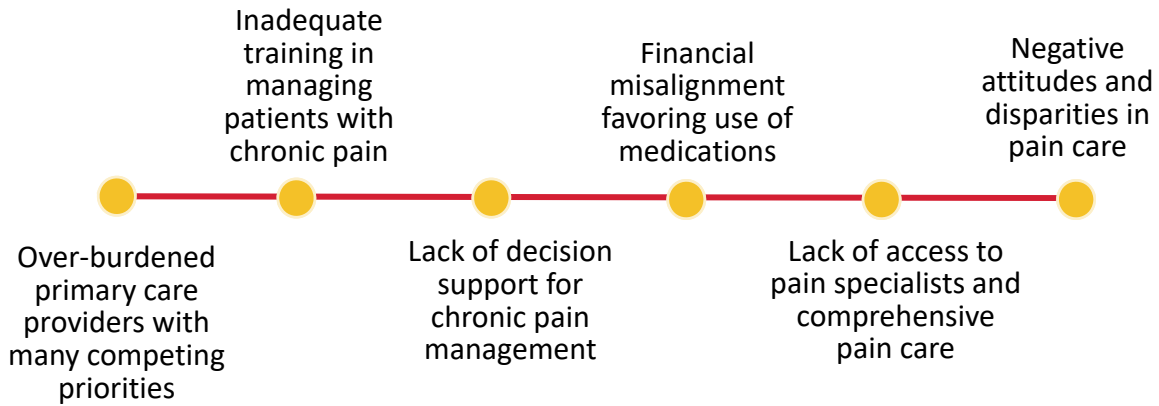 Over-burdened
primary care
providers with
many competing
priorities
Inadequate
training in
managing
patients with
chronic pain
Lack of decision
support for
chronic pain
management
Financial
misalignment
favoring use of
medications
Lack of access to
pain specialists and
comprehensive
pain care
Negative
attitudes and
disparities in
pain care